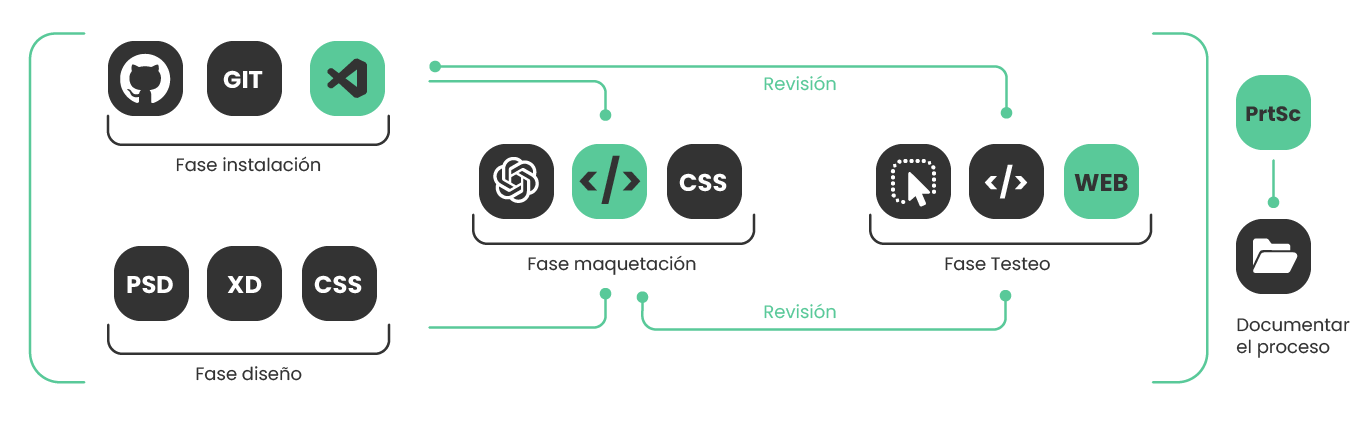 GIT
Fase instalación
PSD
XD
CSS
Fase diseño
Revisión
</>
CSS
Fase maquetación
Revisión
</>
WEB
Fase Testeo
PrtSc
Documentar
el proceso